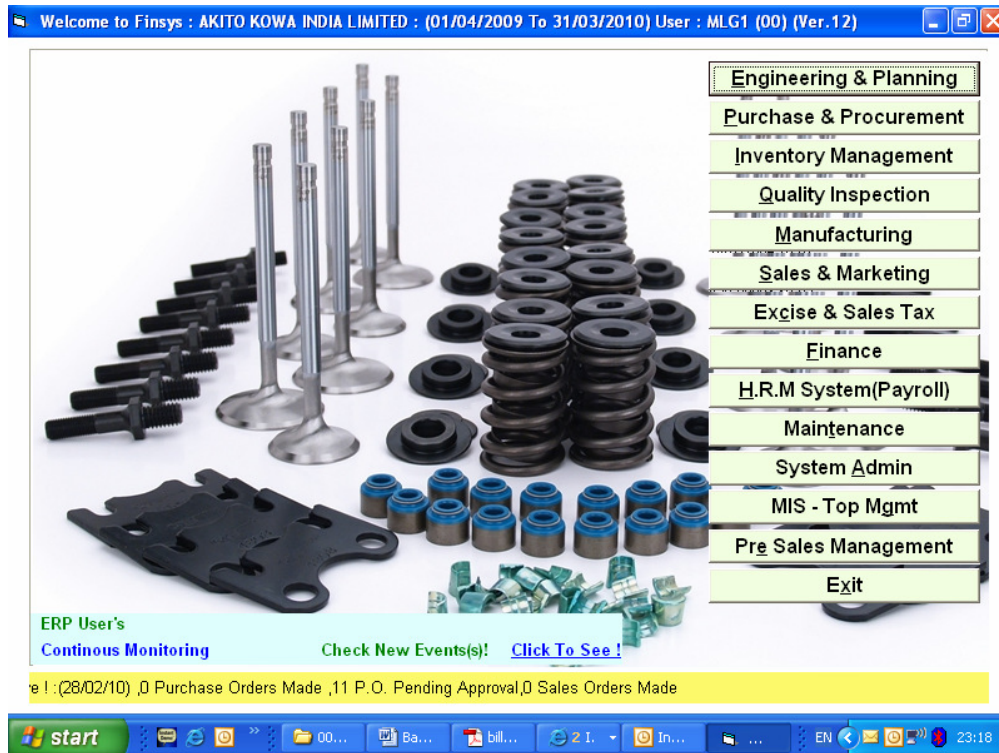 Welcome to Finsys : AKITO KOWA INDIA LIMITED : (01/04/2009 To 31/03/2010) User : MLG1 (00) (Ver.12)
Engineering & Planning
Purchase & Procurement
Inventory Management
Quality Inspection
Manufacturing
Sales & Marketing
Excise & Sales Tax
Finance
H.R.M System(Payroll)
Maintenance
System Admin
MIS - Top Mgmt
Pre Sales Management
Exit
ERP User's
Continous Monitoring Check New Events(s)! Click To See !
e ! :(28/02/10) ,0 Purchase Orders Made ,11 P.O. Pending Approval,0 Sales Orders Made
start 00... Ba... bill... 2 I. In... ... EN 23:18